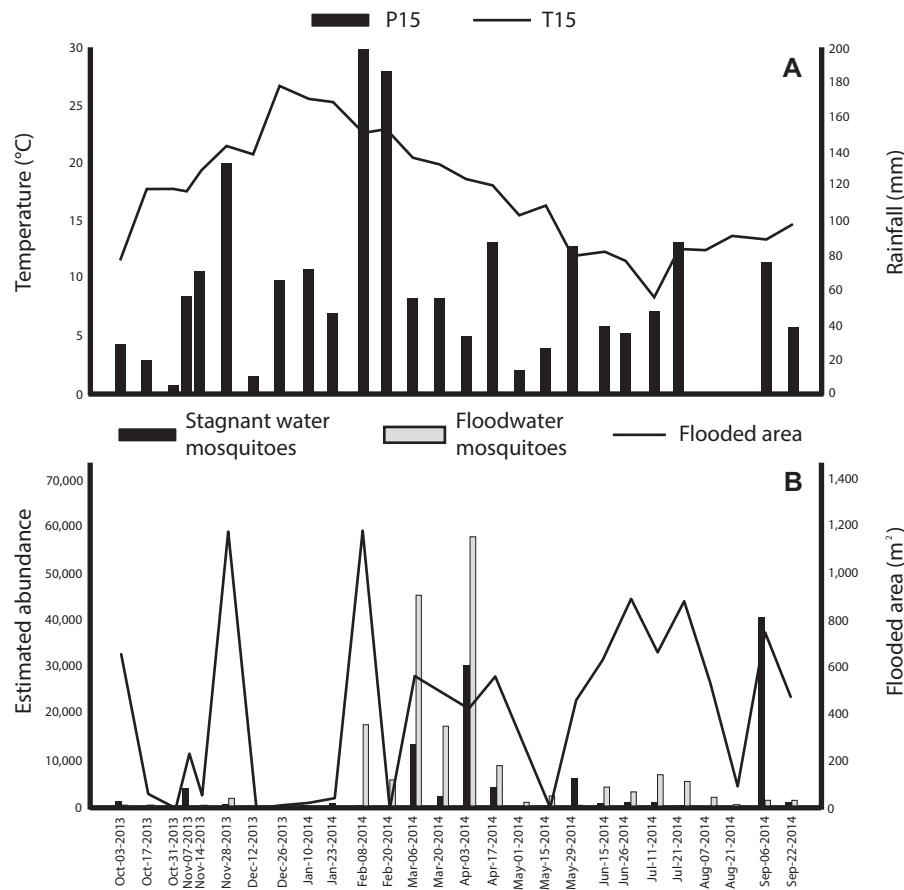 P15 T15
A
30
25
20
15
10
5
0
Temperature (°C)
200
180
160
140
120
100
80
60
40
20
0
Rainfall (mm)
Stagnant water mosquitoes
Floodwater mosquitoes
Flooded area
B
70,000
60,000
50,000
40,000
30,000
20,000
10,000
0
Estimated abundance
1,400
1,200
1,000
800
600
400
200
0
Flooded area (m²)
Oct-03-2013
Oct-17-2013
Oct-31-2013
Nov-07-2013
Nov-14-2013
Nov-28-2013
Dec-12-2013
Dec-26-2013
Jan-10-2014
Jan-23-2014
Feb-08-2014
Feb-20-2014
Mar-06-2014
Mar-20-2014
Apr-03-2014
Apr-17-2014
May-01-2014
May-15-2014
May-29-2014
Jun-15-2014
Jun-26-2014
Jul-11-2014
Jul-21-2014
Aug-07-2014
Aug-21-2014
Sep-06-2014
Sep-22-2014